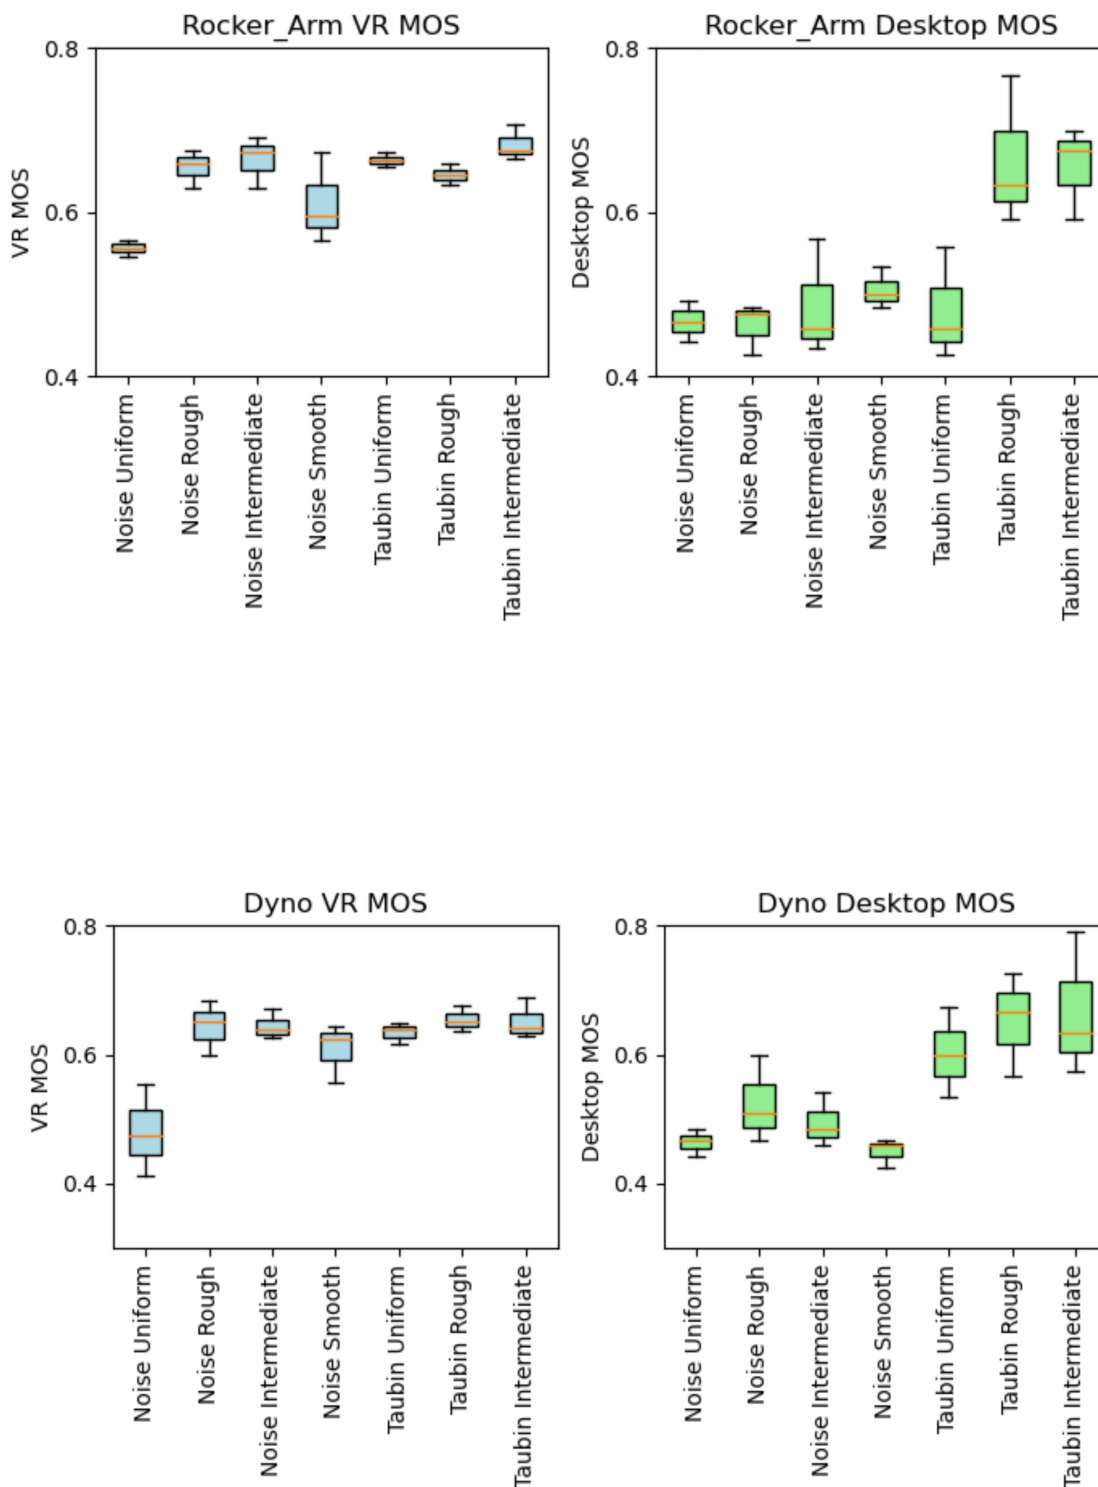 Rocker_Arm VR MOS
Rocker_Arm Desktop MOS
VR MOS
0.8
0.6
0.4
Noise Uniform
Noise Rough
Noise Intermediate
Noise Smooth
Taubin Uniform
Taubin Rough
Taubin Intermediate
Desktop MOS
0.8
0.6
0.4
Noise Uniform
Noise Rough
Noise Intermediate
Noise Smooth
Taubin Uniform
Taubin Rough
Taubin Intermediate
Dyno VR MOS
Dyno Desktop MOS
VR MOS
0.8
0.6
0.4
Noise Uniform
Noise Rough
Noise Intermediate
Noise Smooth
Taubin Uniform
Taubin Rough
Taubin Intermediate
Desktop MOS
0.8
0.6
0.4
Noise Uniform
Noise Rough
Noise Intermediate
Noise Smooth
Taubin Uniform
Taubin Rough
Taubin Intermediate